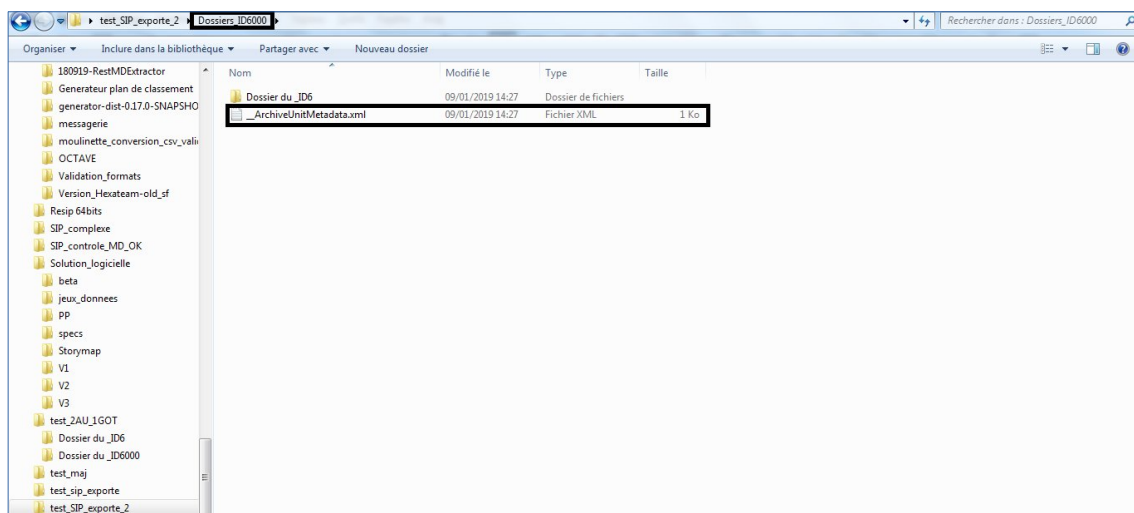 test_SIP_exporte_2 Dossiers_ID6000
Rechercher dans : Dossiers_ID6000
Organiser Inclure dans la bibliothèque Partager avec Nouveau dossier
180919-RestMDExtractor
Generateur plan de classement
generator-dist-0.17.0-SNAPSHO
messagerie
moulinette_conversion_csv_valid
OCTAVE
Validation_formats
Version_Hexateam-old_sf
Resip 64bits
SIP_complexe
SIP_controle_MD_OK
Solution_logicielle
beta
jeux_donnees
PP
specs
Storymap
V1
V2
V3
test_2AU_1GOT
Dossier du _ID6
Dossier du _ID6000
test_maj
test_sip_exporte
test_SIP_exporte_2
Nom Modifié le Type Taille
Dossier du _ID6 09/01/2019 14:27 Dossier de fichiers
__ArchiveUnitMetadata.xml 09/01/2019 14:27 Fichier XML 1 Ko